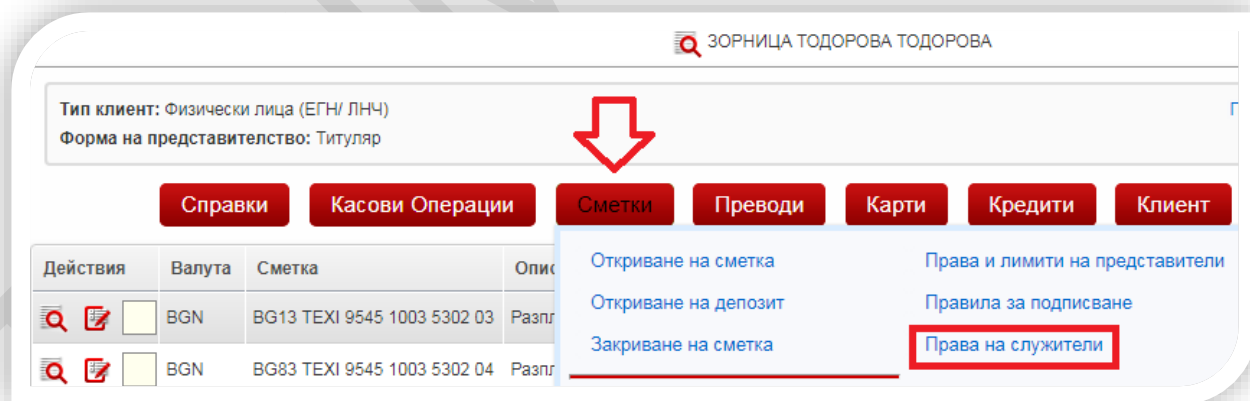 ЗОРНИЦА ТОДОРОВА ТОДОРОВА
Тип клиент: Физически лица (ЕГН/ ЛНЧ)
Форма на представителство: Титуляр
Справки Касови Операции Сметки Преводи Карти Кредити Клиент
Действия Валута Сметка
Откриване на сметка Права и лимити на представители
BGN BG13 TEXI 9545 1003 5302 03
Откриване на депозит Правила за подписване
Закриване на сметка Права на служители
BGN BG83 TEXI 9545 1003 5302 04